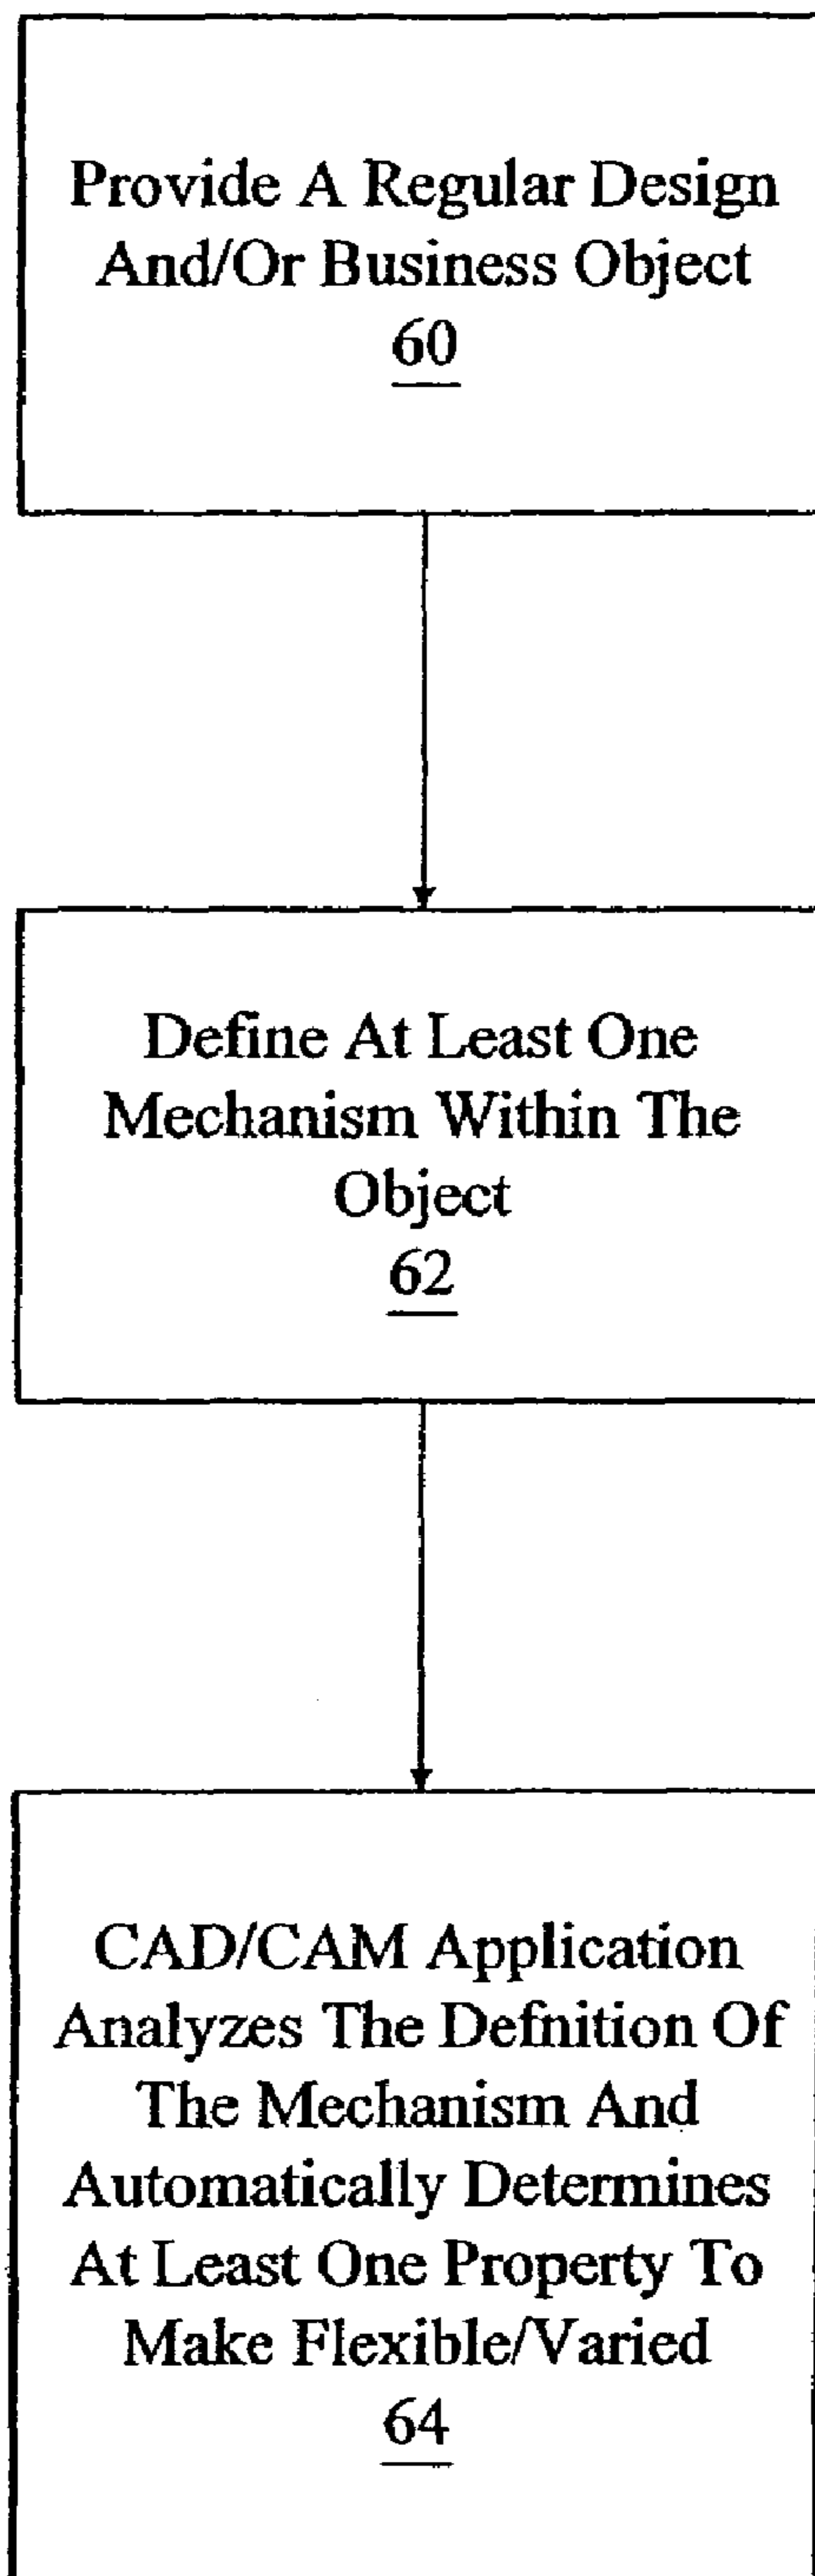 Provide A Regular Design
And/Or Business Object
60
Define At Least One
Mechanism Within The
Object
62
CAD/CAM Application
Analyzes The Definition Of
The Mechanism And
Automatically Determines
At Least One Property To
Make Flexible/Varied
64